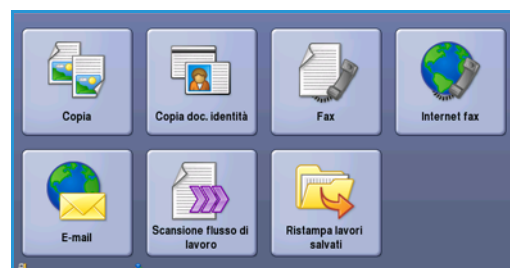 Copia
Copia doc. identità
Fax
Internet fax
E-mail
Scansione flusso di
lavoro
Ristampa lavori
salvati